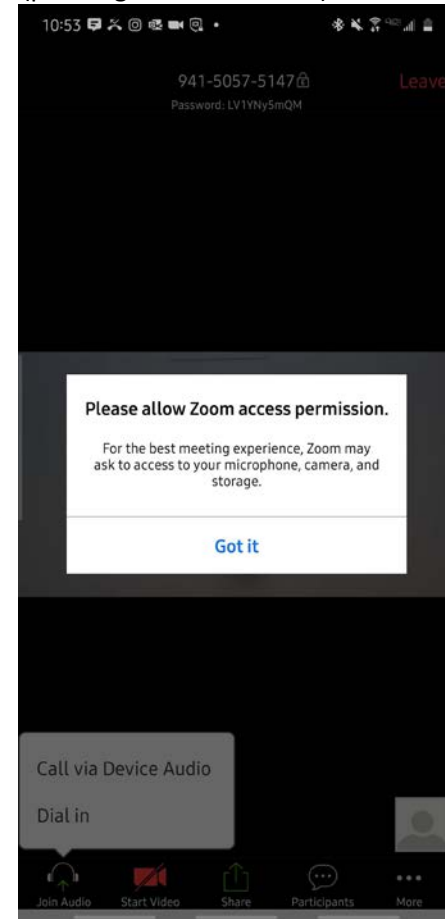 10:53
941-5057-5147
Leave
Password: LV1YNy5mQM
Please allow Zoom access permission.
For the best meeting experience, Zoom may
ask to access to your microphone, camera, and
storage.
Got it
Call via Device Audio
Dial in
Join Audio
Start Video
Share
Participants
More